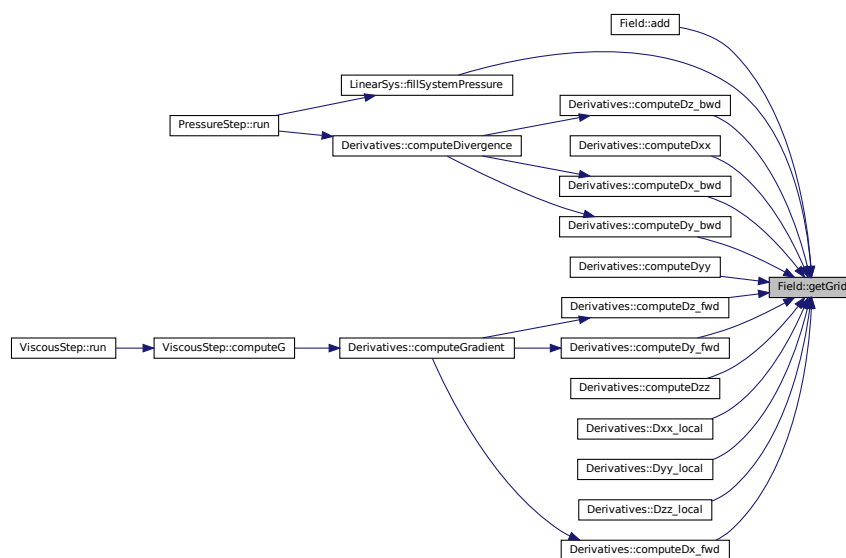 Field::add
LinearSys::fillSystemPressure
Derivatives::computeDz_bwd
PressureStep::run
Derivatives::computeDivergence
Derivatives::computeDxx
Derivatives::computeDx_bwd
Derivatives::computeDy_bwd
Derivatives::computeDyy
Field::getGrid
Derivatives::computeDz_fwd
ViscousStep::run
ViscousStep::computeG
Derivatives::computeGradient
Derivatives::computeDy_fwd
Derivatives::computeDzz
Derivatives::Dxx_local
Derivatives::Dyy_local
Derivatives::Dzz_local
Derivatives::computeDx_fwd